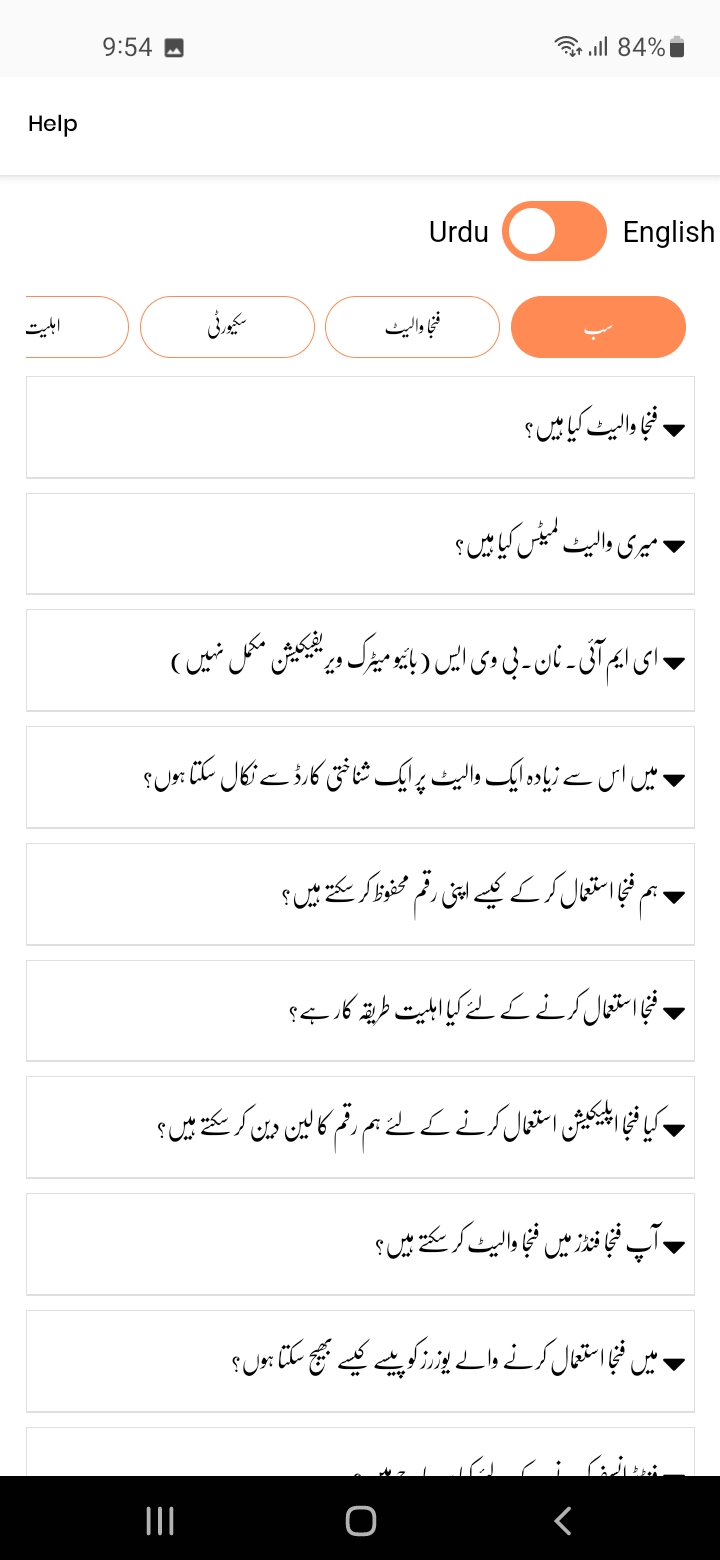 9:54
84%
Help
Urdu English
سب
فنجا والیٹ
سکیورٹی
اہلیت
فنجا والیٹ کیا ہیں؟
میری والیٹ لمیٹس کیا ہیں؟
ای ایم آئی۔ نان۔بی وی ایس (بائیو میٹرک ویریفیکیشن مکمل نہیں)
میں اس سے زیادہ ایک والیٹ پر ایک شناختی کارڈ سے نکال سکتا ہوں؟
ہم فنجا استعمال کر کے کیسے اپنی رقم محفوظ کر سکتے ہیں؟
فنجا استعمال کرنے کے لئے کیا اہلیت طریقہ کار ہے؟
کیا فنجا اپلیکیشن استعمال کرنے کے لئے ہم رقم کا لین دین کر سکتے ہیں؟
آپ فنجا فنڈز میں فنجا والیٹ کر سکتے ہیں؟
میں فنجا استعمال کرنے والے یوزرز کو پیسے کیسے بھیج سکتا ہوں؟